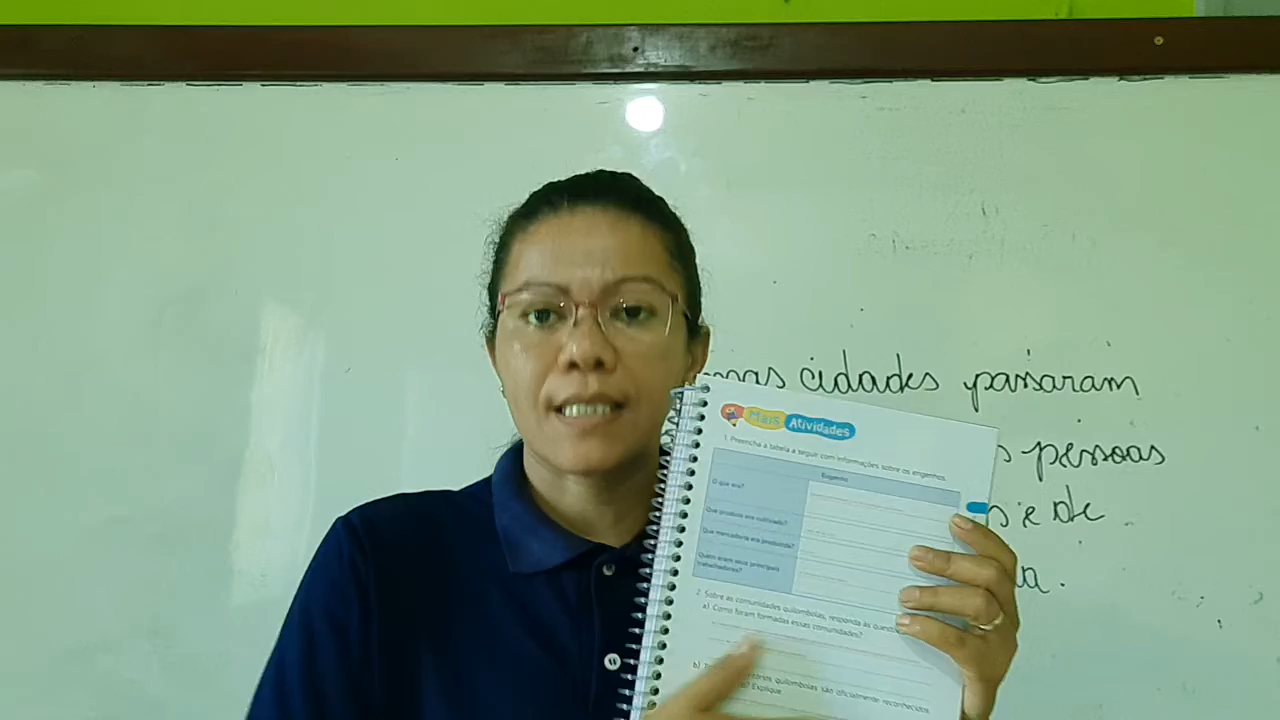 cidades passaram
pessoas
e de
Mais Atividades
1. Preencha a tabela a seguir com informações sobre os engenhos.
Engenho
O que era?
Que produto era cultivado?
Que mercadoria era produzida?
Quem eram seus principais
trabalhadores?
2. Sobre as comunidades quilombolas, responda às
a) Como foram formadas essas comunidades?
b)
quilombolas são oficialmente reconhecidos
Explique.